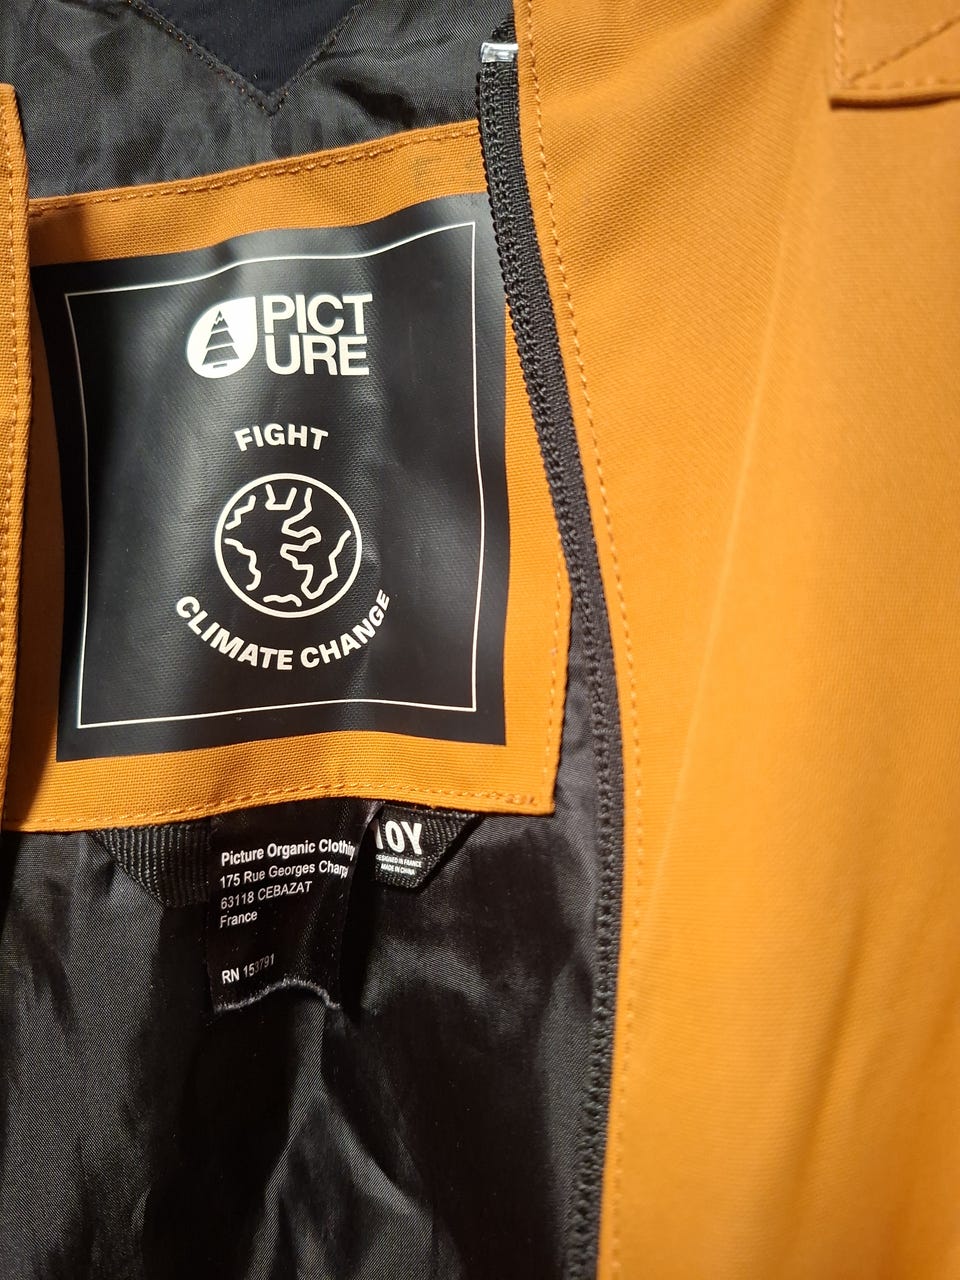 PICT
URE
FIGHT
CLIMATE CHANGE
10Y
DESIGNED IN FRANCE
MADE IN CHINA
Picture Organic Clothing
175 Rue Georges
63118 CEBAZAT
France
RN 153791